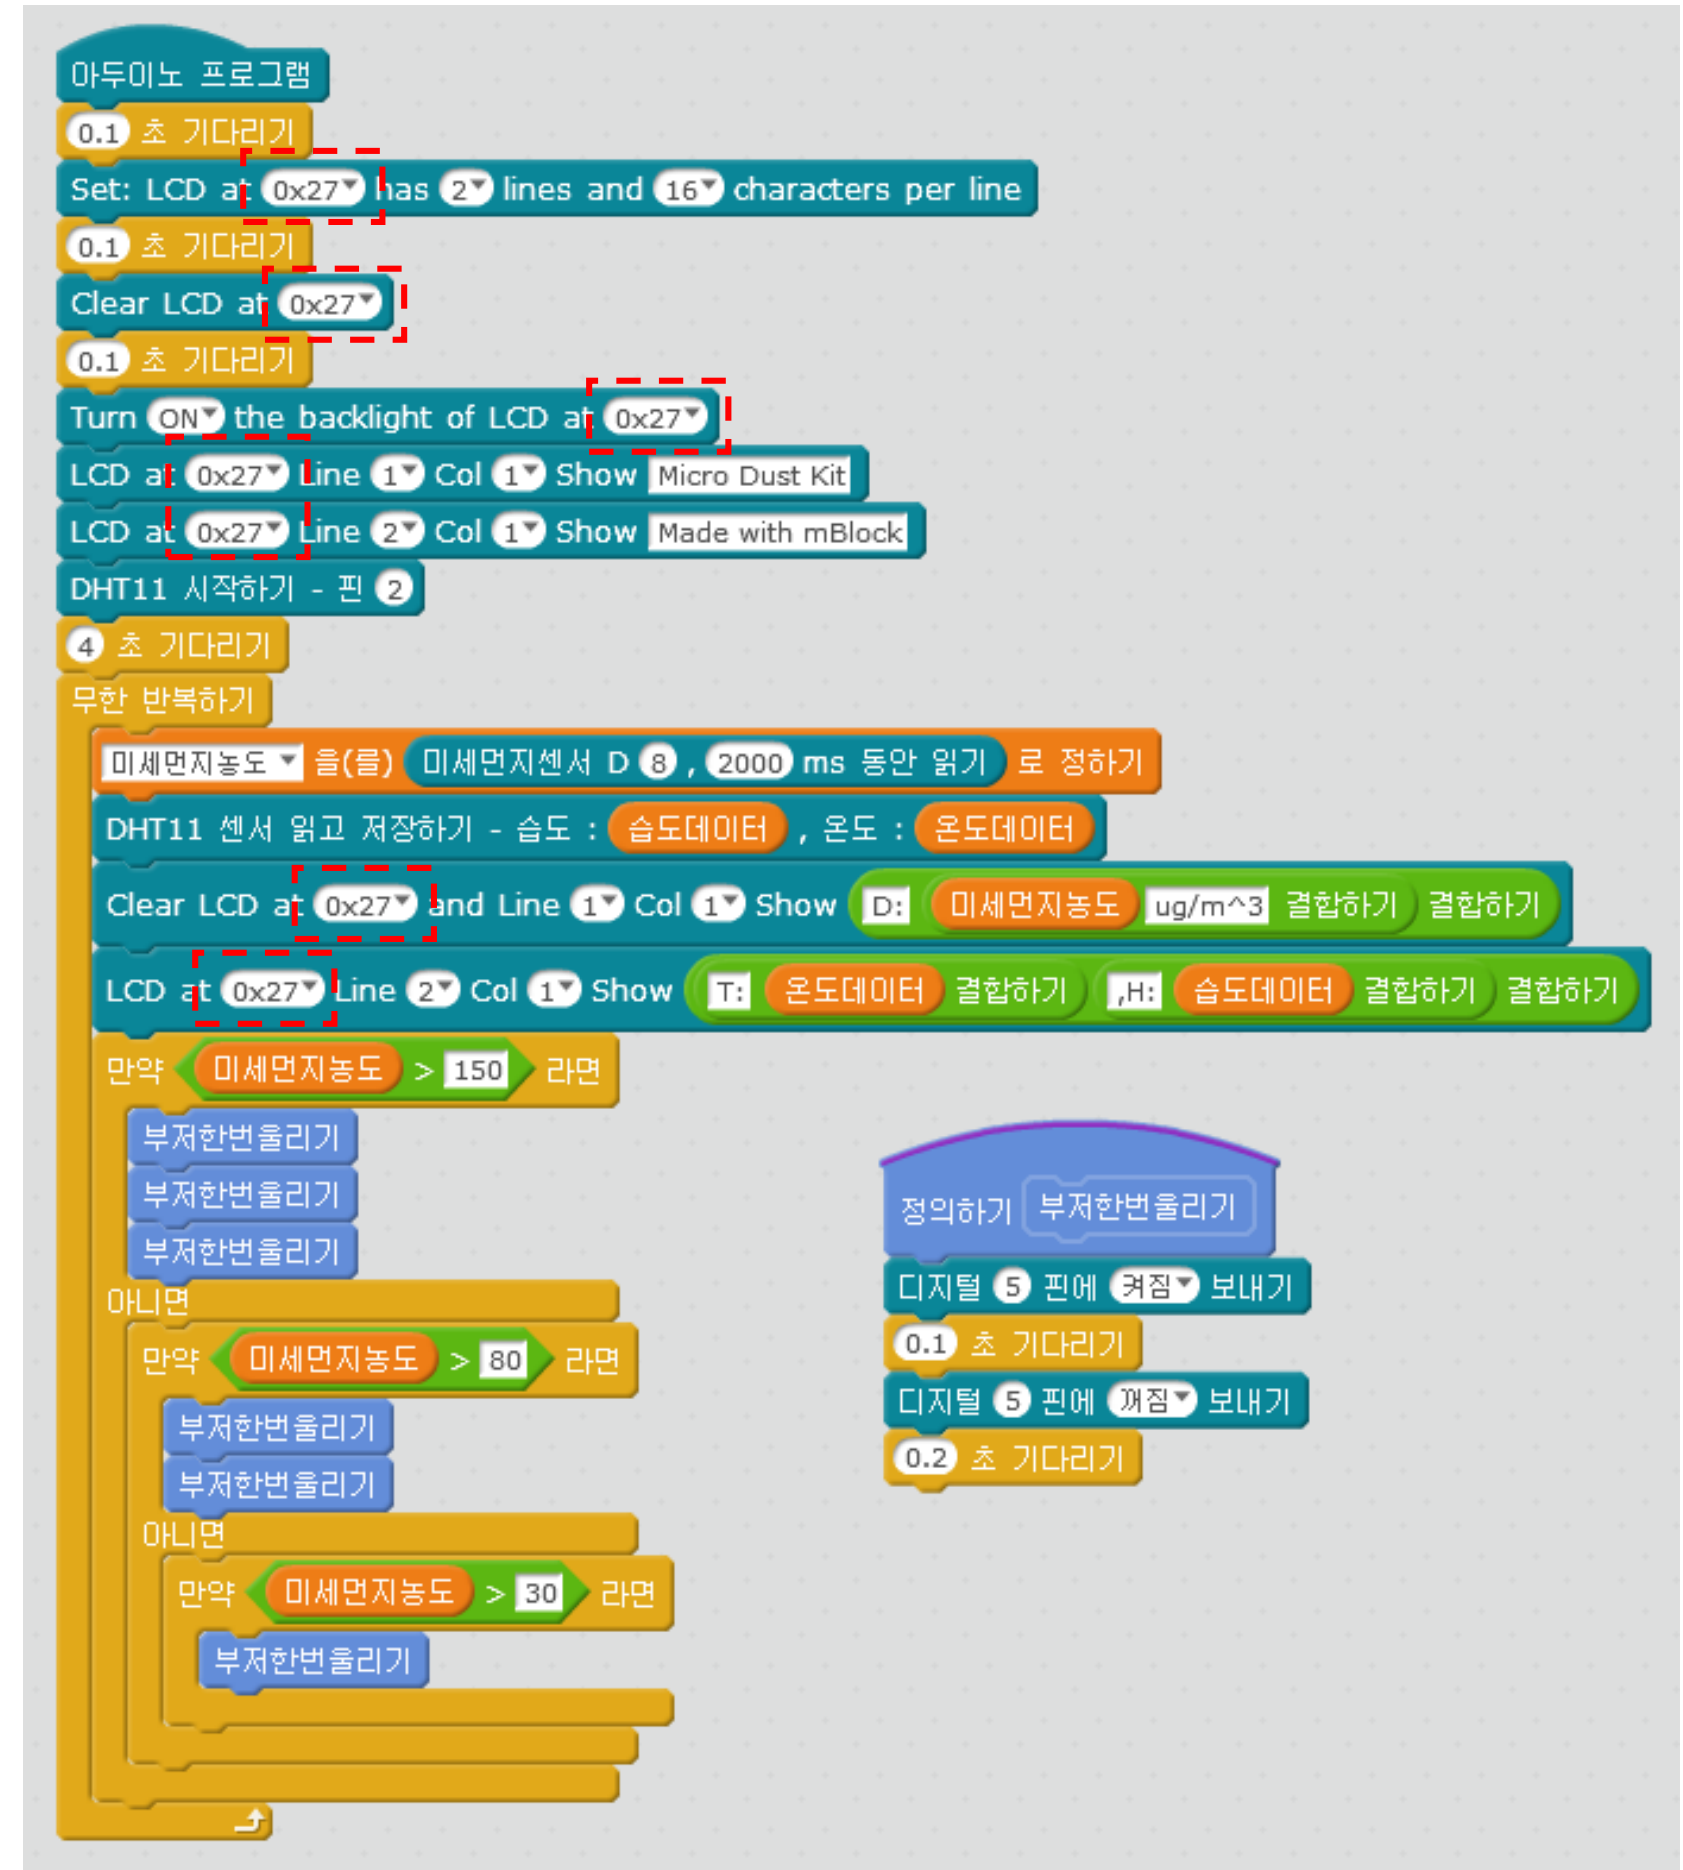 아두이노 프로그램
0.1 초 기다리기
Set: LCD at 0x27 has 2 lines and 16 characters per line
0.1 초 기다리기
Clear LCD at 0x27
0.1 초 기다리기
Turn ON the backlight of LCD at 0x27
LCD at 0x27 Line 1 Col 1 Show Micro Dust Kit
LCD at 0x27 Line 2 Col 1 Show Made with mBlock
DHT11 시작하기 - 핀 2
4 초 기다리기
무한 반복하기
미세먼지농도 을(를) 미세먼지센서 D 8 , 2000 ms 동안 읽기 로 정하기
DHT11 센서 읽고 저장하기 - 습도 : 습도데이터 , 온도 : 온도데이터
Clear LCD at 0x27 and Line 1 Col 1 Show D: 미세먼지농도 ug/m^3 결합하기 결합하기
LCD at 0x27 Line 2 Col 1 Show T: 온도데이터 결합하기 ,H: 습도데이터 결합하기 결합하기
만약 미세먼지농도 > 150 라면
부저한번울리기
부저한번울리기
부저한번울리기
아니면
만약 미세먼지농도 > 80 라면
부저한번울리기
부저한번울리기
아니면
만약 미세먼지농도 > 30 라면
부저한번울리기
정의하기 부저한번울리기
디지털 5 핀에 켜짐 보내기
0.1 초 기다리기
디지털 5 핀에 꺼짐 보내기
0.2 초 기다리기